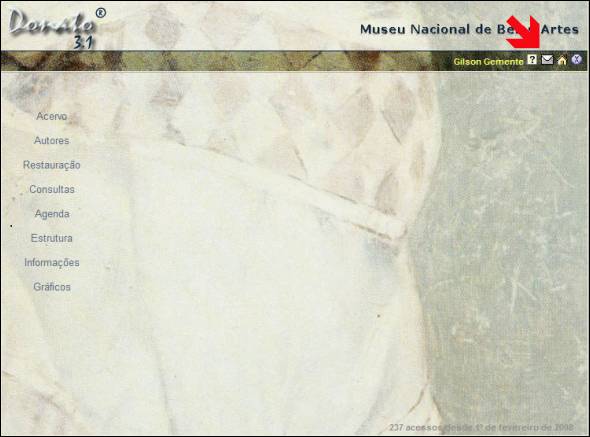 Donato ®
3.1
Museu Nacional de Be Artes
Gilson Gemente ? X
Acervo
Autores
Restauração
Consultas
Agenda
Estrutura
Informações
Gráficos
237 acessos desde 1º de fevereiro de 2008